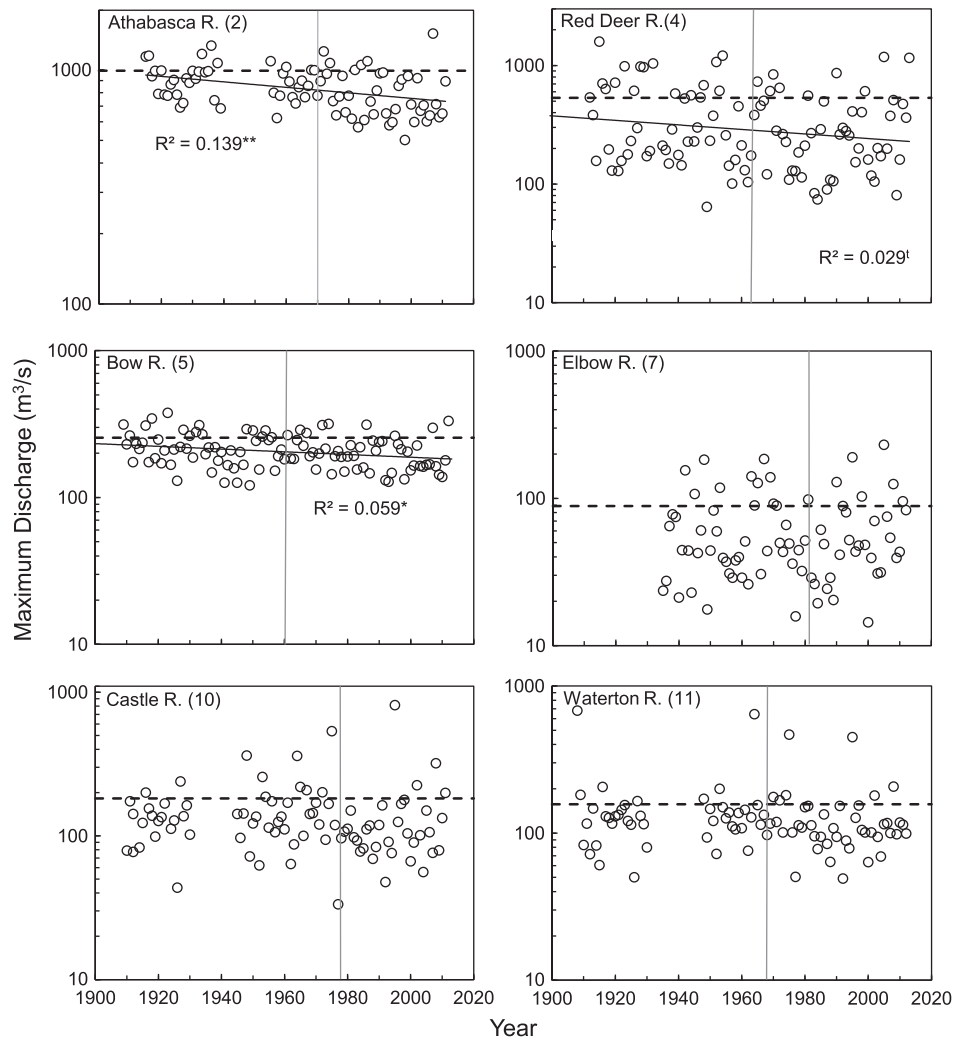 Athabasca R. (2)
1000
R² = 0.139**
100
Red Deer R.(4)
1000
100
R² = 0.029ᵗ
10
Maximum Discharge (m³/s)
1000
Bow R. (5)
100
R² = 0.059*
10
1000
Elbow R. (7)
100
10
1000
Castle R. (10)
100
10
1900 1920 1940 1960 1980 2000 2020
1000
Waterton R. (11)
100
10
1900 1920 1940 1960 1980 2000 2020
Year